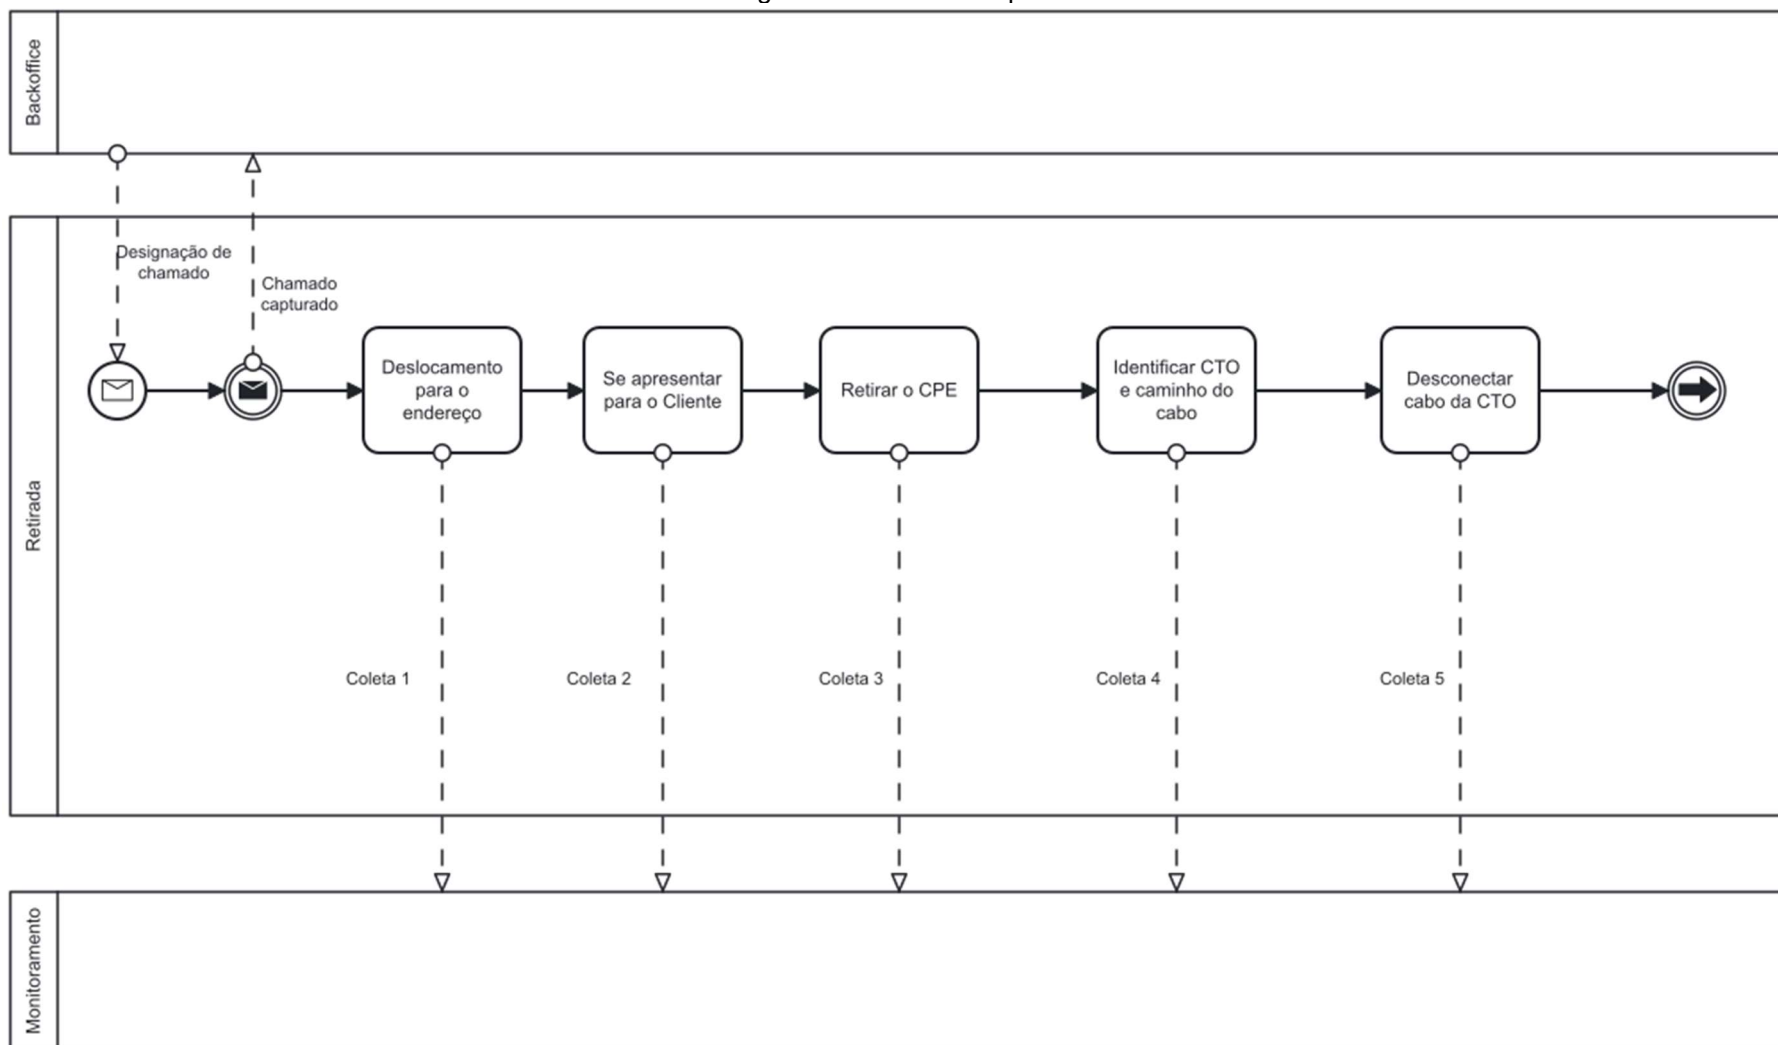 Backoffice
Designação de
chamado
Chamado
capturado
Retirada
Deslocamento
para o
endereço
Se apresentar
para o Cliente
Retirar o CPE
Identificar CTO
e caminho do
cabo
Desconectar
cabo da CTO
Coleta 1
Coleta 2
Coleta 3
Coleta 4
Coleta 5
Monitoramento